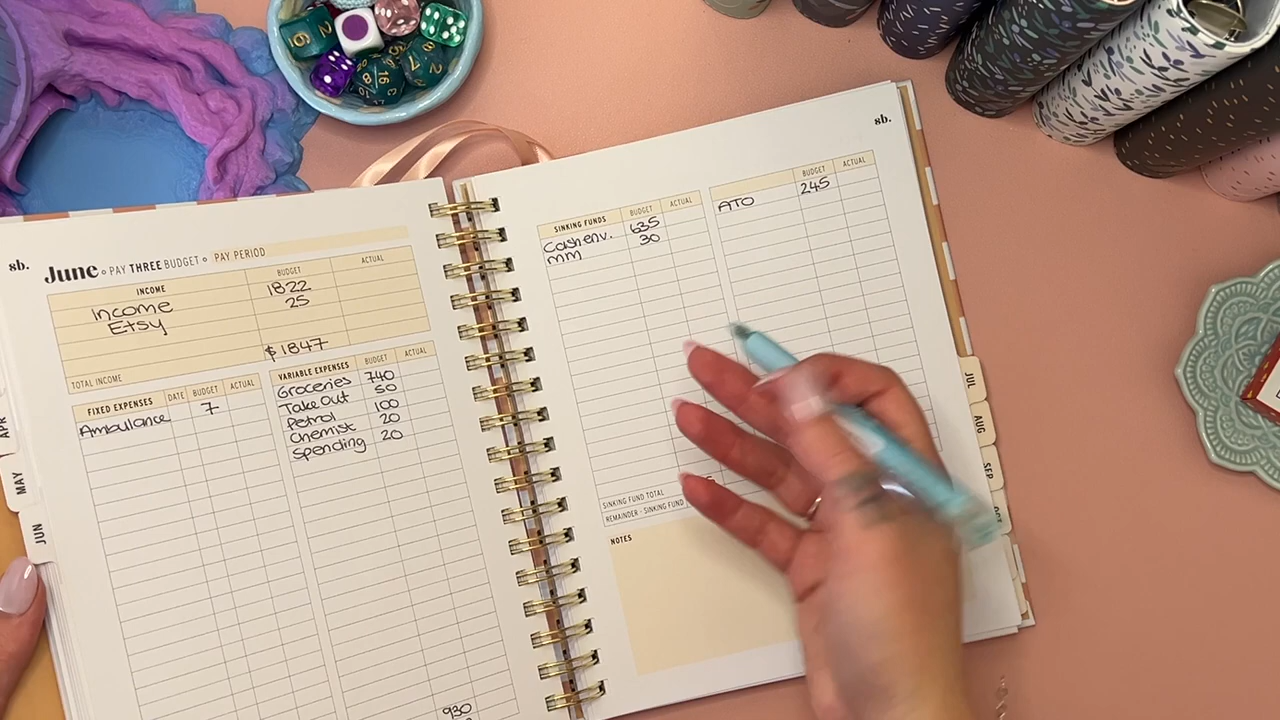 sb.
June • PAY THREE BUDGET • PAY PERIOD
INCOME BUDGET ACTUAL
Income 1822
Etsy 25
TOTAL INCOME $1847
FIXED EXPENSES DATE BUDGET ACTUAL
Ambulance 7
VARIABLE EXPENSES BUDGET ACTUAL
Groceries 740
Take Out 50
Petrol 100
Chemist 20
Spending 20
930
sb.
SINKING FUNDS BUDGET ACTUAL
Cash env. 635
mm 30
BUDGET ACTUAL
ATO 245
SINKING FUND TOTAL
REMAINDER - SINKING FUND
NOTES
APR
MAY
JUN
JUL
AUG
SEP